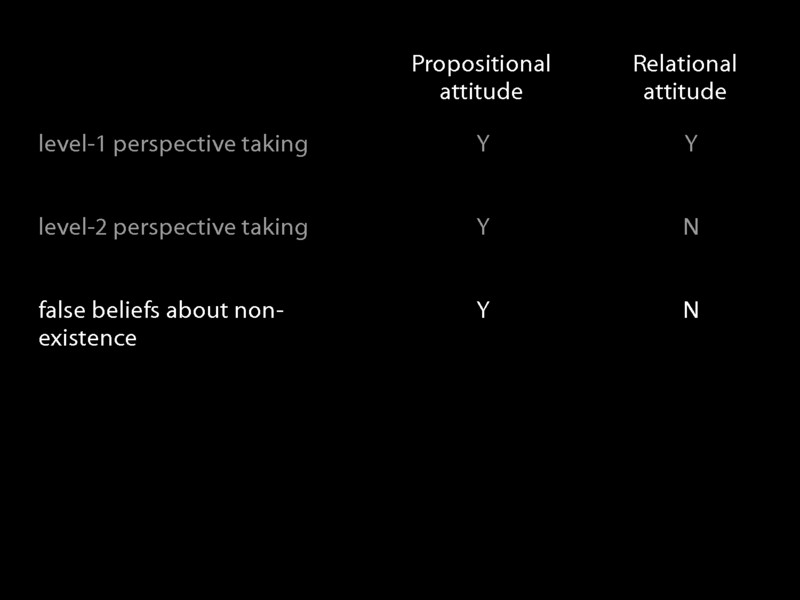 Propositional attitude Relational attitude
level-1 perspective taking Y Y
level-2 perspective taking Y N
false beliefs about non- Y N
existence